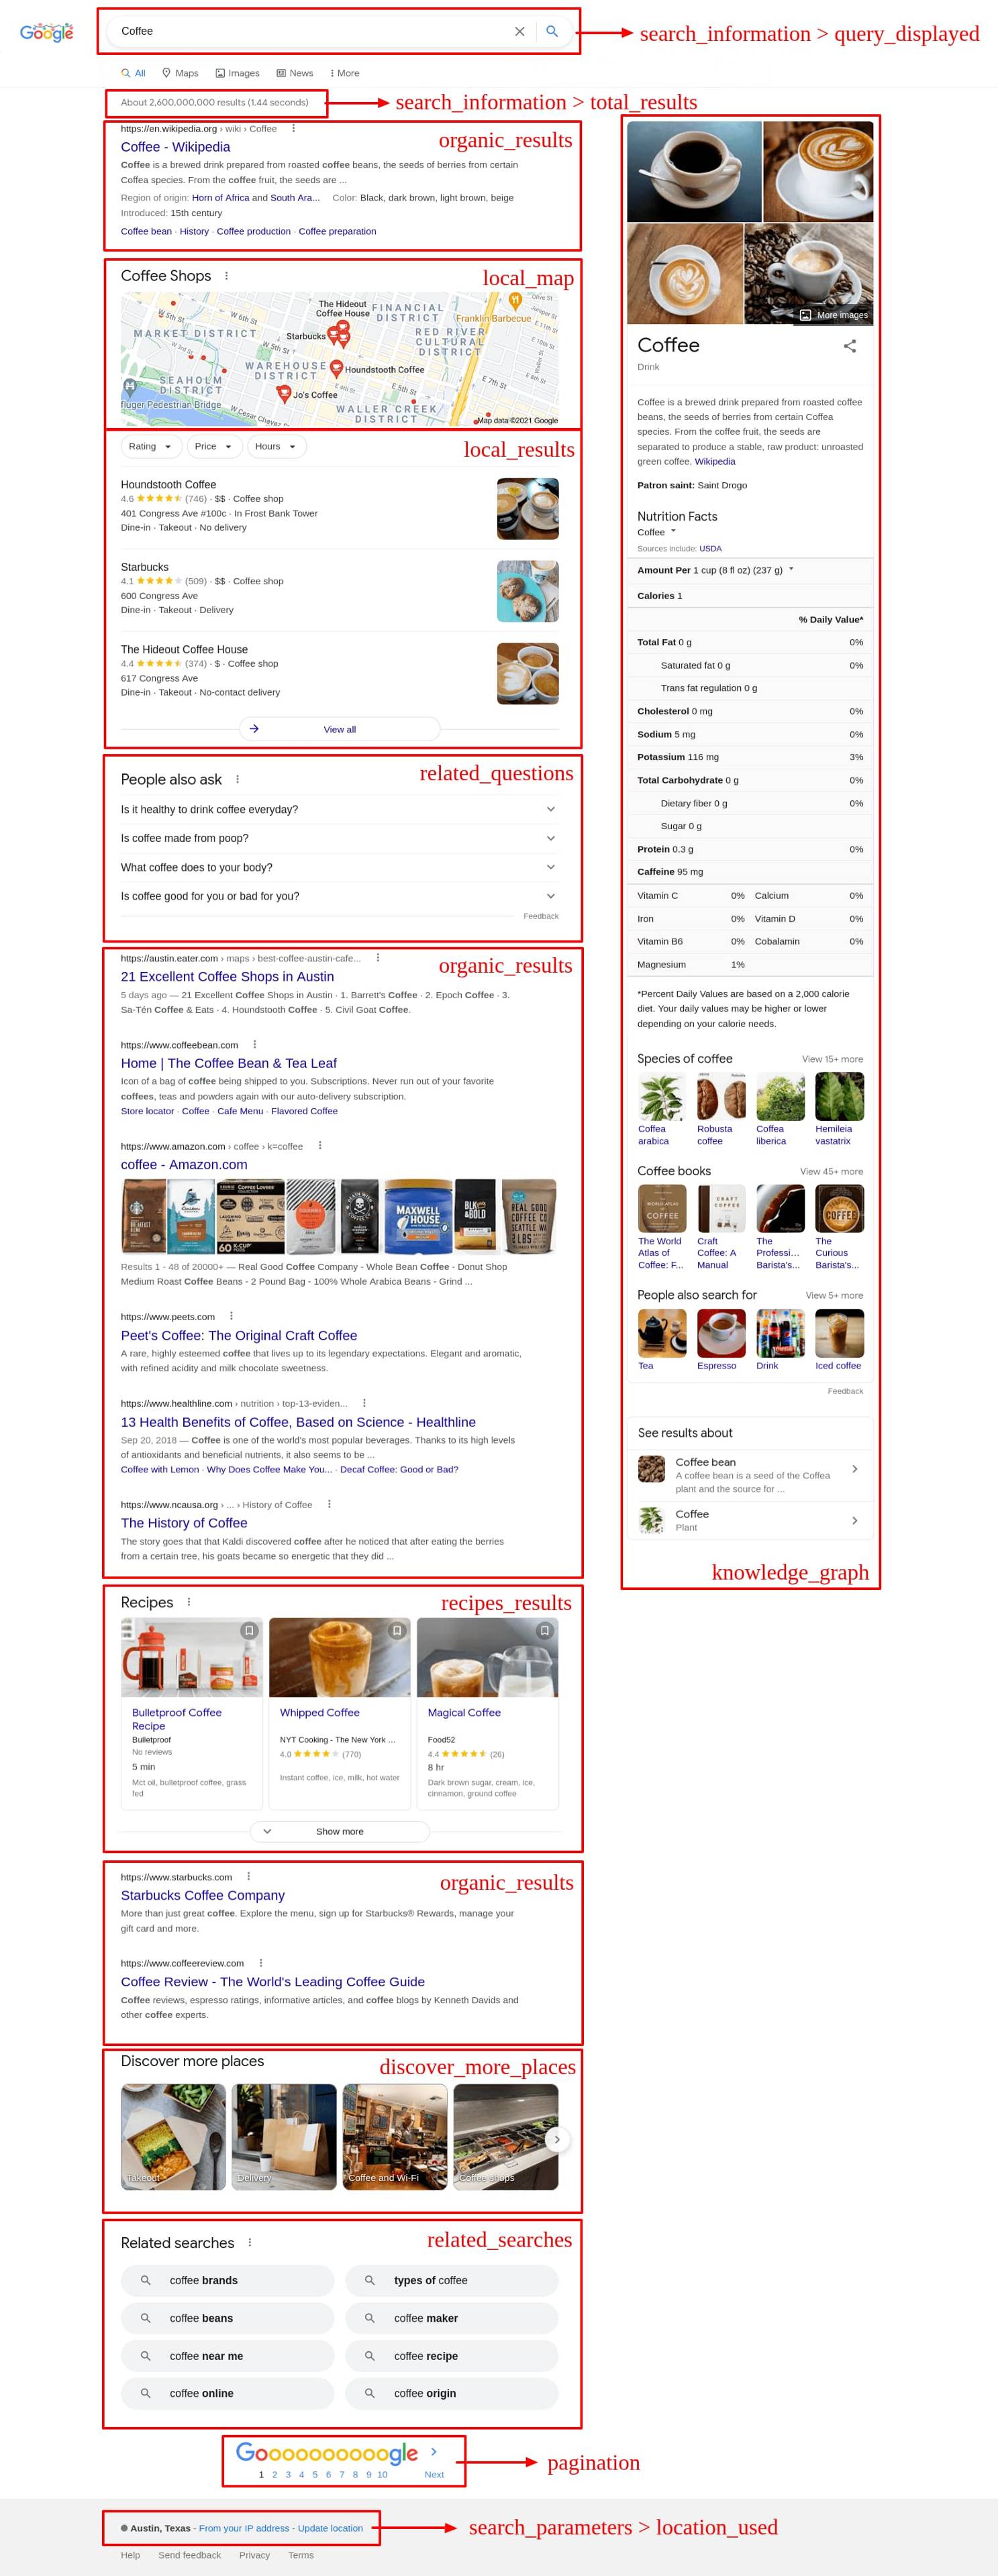 Google
Coffee
search_information > query_displayed
All Maps Images News More
About 2,600,000,000 results (1.44 seconds)
search_information > total_results
organic_results
https://en.wikipedia.org › wiki › Coffee
Coffee - Wikipedia
Coffee is a brewed drink prepared from roasted coffee beans, the seeds of berries from certain
Coffea species. From the coffee fruit, the seeds are ...
Region of origin: Horn of Africa and South Ara... Color: Black, dark brown, light brown, beige
Introduced: 15th century
Coffee bean · History · Coffee production · Coffee preparation
Coffee Shops
local_map
The Hideout
Coffee House
FINANCIAL
DISTRICT
Franklin Barbecue
Olive St.
E 11th St
E 10th St
W 6th St
W 5th St
MARKET DISTRICT
Starbucks
RED RIVER
CULTURAL
DISTRICT
W 5th St
WAREHOUSE
DISTRICT
Houndstooth Coffee
SEAHOLM
DISTRICT
E 7th St
E 6th St
E 4th St
Jo's Coffee
fluger Pedestrian Bridge
W Cesar Chavez St
WALLER CREEK
DISTRICT
Map data ©2021 Google
local_results
Rating Price Hours
Houndstooth Coffee
4.6 (746) · $$ · Coffee shop
401 Congress Ave #100c · In Frost Bank Tower
Dine-in · Takeout · No delivery
Starbucks
4.1 (509) · $$ · Coffee shop
600 Congress Ave
Dine-in · Takeout · Delivery
The Hideout Coffee House
4.4 (374) · $ · Coffee shop
617 Congress Ave
Dine-in · Takeout · No-contact delivery
View all
related_questions
People also ask
Is it healthy to drink coffee everyday?
Is coffee made from poop?
What coffee does to your body?
Is coffee good for you or bad for you?
Feedback
organic_results
https://austin.eater.com › maps › best-coffee-austin-cafe...
21 Excellent Coffee Shops in Austin
5 days ago — 21 Excellent Coffee Shops in Austin · 1. Barrett's Coffee · 2. Epoch Coffee · 3.
Sa-Tén Coffee & Eats · 4. Houndstooth Coffee · 5. Civil Goat Coffee.
https://www.coffeebean.com
Home | The Coffee Bean & Tea Leaf
Icon of a bag of coffee being shipped to you. Subscriptions. Never run out of your favorite
coffees, teas and powders again with our auto-delivery subscription.
Store locator · Coffee · Cafe Menu · Flavored Coffee
https://www.amazon.com › coffee › k=coffee
coffee - Amazon.com
COFFEE LOVERS
60 K-CUP
MAXWELL
HOUSE
BLK
&BOLD
REAL GOOD
COFFEE CO
SEATTLE WA
2 LBS
Results 1 - 48 of 20000+ — Real Good Coffee Company - Whole Bean Coffee - Donut Shop
Medium Roast Coffee Beans - 2 Pound Bag - 100% Whole Arabica Beans - Grind ...
https://www.peets.com
Peet's Coffee: The Original Craft Coffee
A rare, highly esteemed coffee that lives up to its legendary expectations. Elegant and aromatic,
with refined acidity and milk chocolate sweetness.
https://www.healthline.com › nutrition › top-13-eviden...
13 Health Benefits of Coffee, Based on Science - Healthline
Sep 20, 2018 — Coffee is one of the world's most popular beverages. Thanks to its high levels
of antioxidants and beneficial nutrients, it also seems to be ...
Coffee with Lemon · Why Does Coffee Make You... · Decaf Coffee: Good or Bad?
https://www.ncausa.org › ... › History of Coffee
The History of Coffee
The story goes that that Kaldi discovered coffee after he noticed that after eating the berries
from a certain tree, his goats became so energetic that they did ...
recipes_results
Recipes
Bulletproof Coffee
Recipe
Bulletproof
No reviews
5 min
Mct oil, bulletproof coffee, grass
fed
Whipped Coffee
NYT Cooking - The New York ...
4.0 (770)
Instant coffee, ice, milk, hot water
Magical Coffee
Food52
4.4 (26)
8 hr
Dark brown sugar, cream, ice,
cinnamon, ground coffee
Show more
organic_results
https://www.starbucks.com
Starbucks Coffee Company
More than just great coffee. Explore the menu, sign up for Starbucks® Rewards, manage your
gift card and more.
https://www.coffeereview.com
Coffee Review - The World's Leading Coffee Guide
Coffee reviews, espresso ratings, informative articles, and coffee blogs by Kenneth Davids and
other coffee experts.
Discover more places
discover_more_places
Takeout
Delivery
Coffee and Wi-Fi
Coffee shops
Related searches
related_searches
coffee brands
types of coffee
coffee beans
coffee maker
coffee near me
coffee recipe
coffee online
coffee origin
Goooooooooogle
1 2 3 4 5 6 7 8 9 10 Next
pagination
Austin, Texas - From your IP address - Update location
search_parameters > location_used
Help Send feedback Privacy Terms
More images
Coffee
Drink
Coffee is a brewed drink prepared from roasted coffee
beans, the seeds of berries from certain Coffea
species. From the coffee fruit, the seeds are
separated to produce a stable, raw product: unroasted
green coffee. Wikipedia
Patron saint: Saint Drogo
Nutrition Facts
Coffee
Sources include: USDA
Amount Per 1 cup (8 fl oz) (237 g)
Calories 1
% Daily Value*
Total Fat 0 g 0%
Saturated fat 0 g 0%
Trans fat regulation 0 g
Cholesterol 0 mg 0%
Sodium 5 mg 0%
Potassium 116 mg 3%
Total Carbohydrate 0 g 0%
Dietary fiber 0 g 0%
Sugar 0 g
Protein 0.3 g 0%
Caffeine 95 mg
Vitamin C 0% Calcium 0%
Iron 0% Vitamin D 0%
Vitamin B6 0% Cobalamin 0%
Magnesium 1%
*Percent Daily Values are based on a 2,000 calorie
diet. Your daily values may be higher or lower
depending on your calorie needs.
Species of coffee View 15+ more
Coffea
arabica
Robusta
coffee
Coffea
liberica
Hemileia
vastatrix
Coffee books View 45+ more
COFFEE
CRAFT
COFFEE
COFFEE
The World
Atlas of
Coffee: F...
Craft
Coffee: A
Manual
The
Professi...
Barista's...
The
Curious
Barista's...
People also search for View 5+ more
Tea
Espresso
Drink
Iced coffee
Feedback
See results about
Coffee bean
A coffee bean is a seed of the Coffea
plant and the source for ...
Coffee
Plant
knowledge_graph